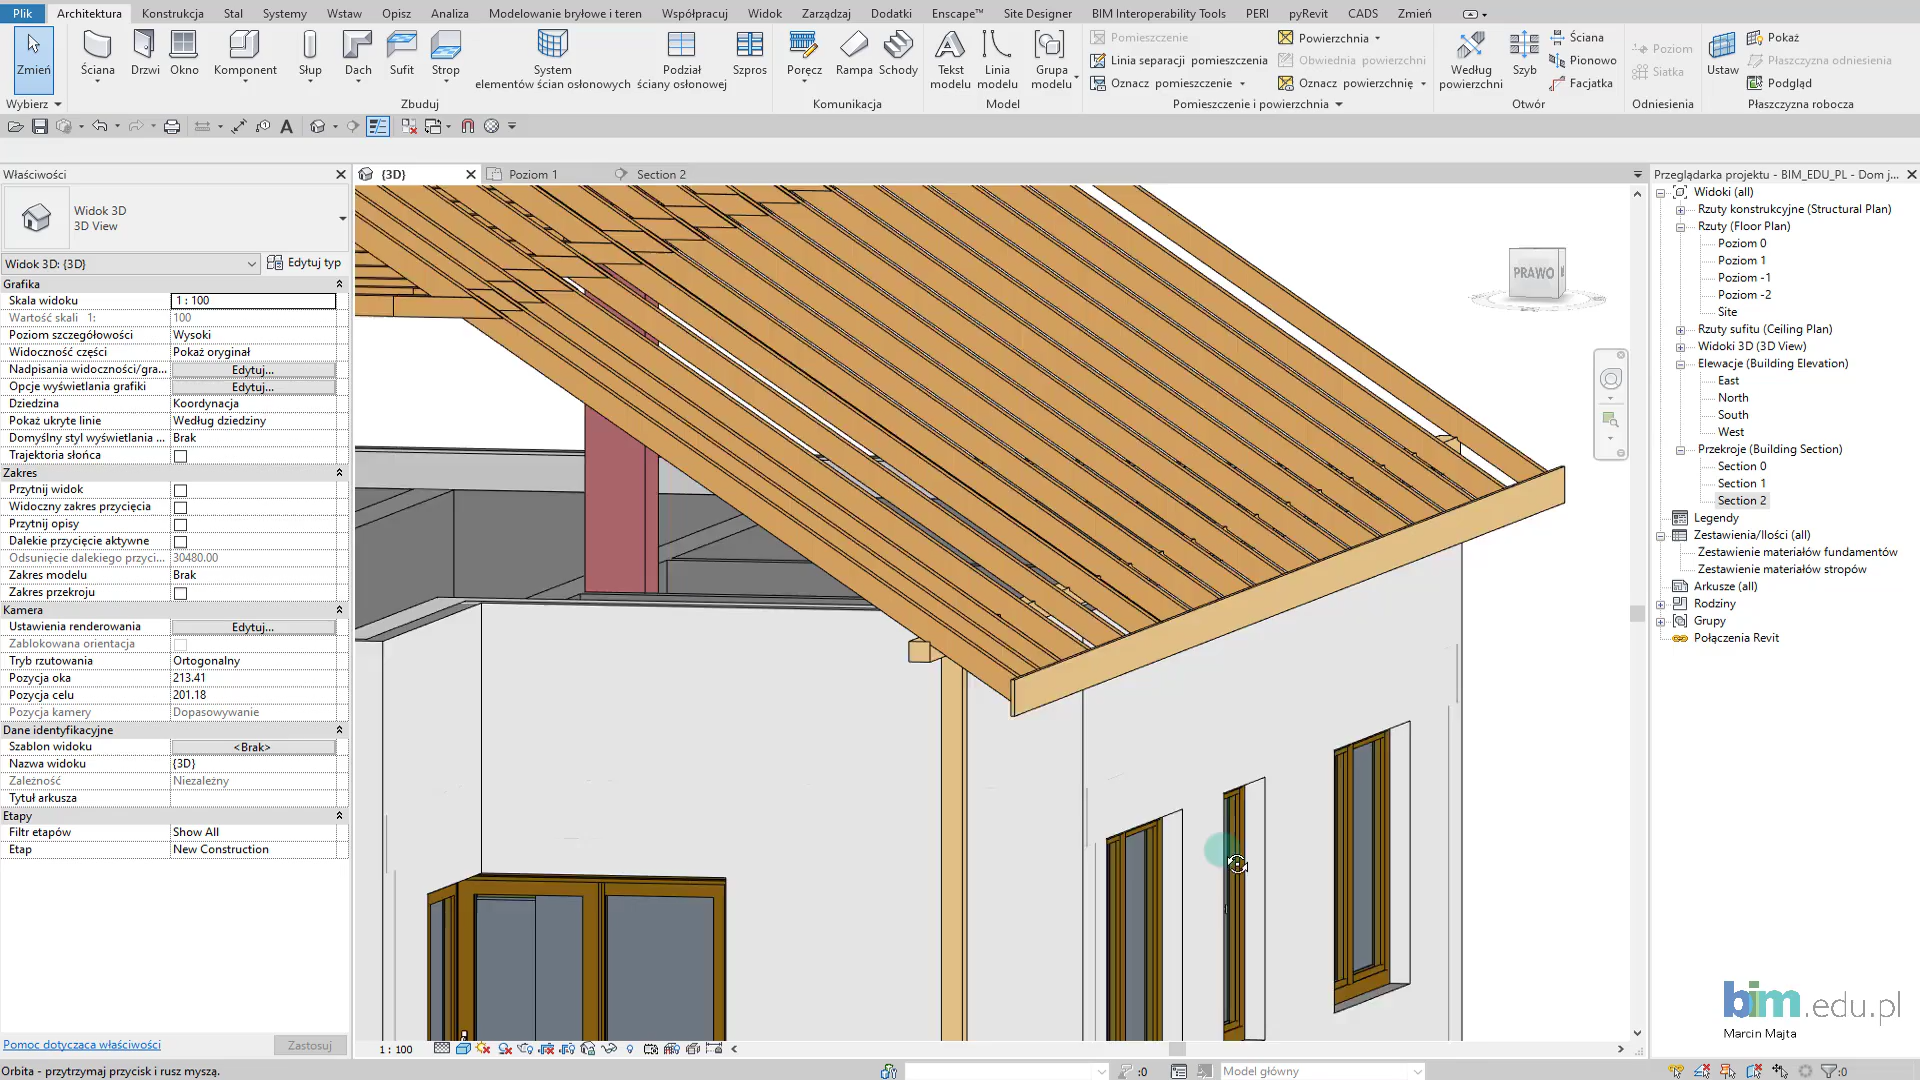 Plik Architektura Konstrukcja Stal Systemy Wstaw Opisz Analiza Modelowanie bryłowe i teren Współpracuj Widok Zarządzaj Dodatki Enscape™ Site Designer BIM Interoperability Tools PERI pyRevit CADS Zmień
Zmień Ściana Drzwi Okno Komponent Słup Dach Sufit Strop System elementów ścian osłonowych Podział ściany osłonowej Szpros
Poręcz Rampa Schody Tekst modelu Linia modelu Grupa modelu
Pomieszczenie Powierzchnia
Linia separacji pomieszczenia Obwiednia powierzchni
Oznacz pomieszczenie Oznacz powierzchnię
Według powierzchni Szyb Ściana Pionowo Facjatka
Poziom Siatka
Ustaw Pokaż Płaszczyzna odniesienia Podgląd
Wybierz Zbuduj Komunikacja Model Pomieszczenie i powierzchnia Otwór Odniesienia Płaszczyzna robocza
Właściwości
Widok 3D
3D View
Widok 3D: {3D} Edytuj typ
Grafika
Skala widoku 1 : 100
Wartość skali 1: 100
Poziom szczegółowości Wysoki
Widoczność części Pokaż oryginał
Nadpisania widoczności/gra... Edytuj...
Opcje wyświetlania grafiki Edytuj...
Dziedzina Koordynacja
Pokaż ukryte linie Według dziedziny
Domyślny styl wyświetlania ... Brak
Trajektoria słońca
Zakres
Przytnij widok
Widoczny zakres przycięcia
Przytnij opisy
Dalekie przycięcie aktywne
Odsunięcie dalekiego przyci... 30480.00
Zakres modelu Brak
Zakres przekroju
Kamera
Ustawienia renderowania Edytuj...
Zablokowana orientacja
Tryb rzutowania Ortogonalny
Pozycja oka 213.41
Pozycja celu 201.18
Pozycja kamery Dopasowywanie
Dane identyfikacyjne
Szablon widoku <Brak>
Nazwa widoku {3D}
Zależność Niezależny
Tytuł arkusza
Etapy
Filtr etapów Show All
Etap New Construction
Pomoc dotycząca właściwości Zastosuj
{3D} Poziom 1 Section 2
PRAWO
1 : 100
Przeglądarka projektu - BIM_EDU_PL - Dom j...
Widoki (all)
Rzuty konstrukcyjne (Structural Plan)
Rzuty (Floor Plan)
Poziom 0
Poziom 1
Poziom -1
Poziom -2
Site
Rzuty sufitu (Ceiling Plan)
Widoki 3D (3D View)
Elewacje (Building Elevation)
East
North
South
West
Przekroje (Building Section)
Section 0
Section 1
Section 2
Legendy
Zestawienia/Ilości (all)
Zestawienie materiałów fundamentów
Zestawienie materiałów stropów
Arkusze (all)
Rodziny
Grupy
Połączenia Revit
bim.edu.pl
Marcin Majta
Orbita - przytrzymaj przycisk i rusz myszą. :0 Model główny :0